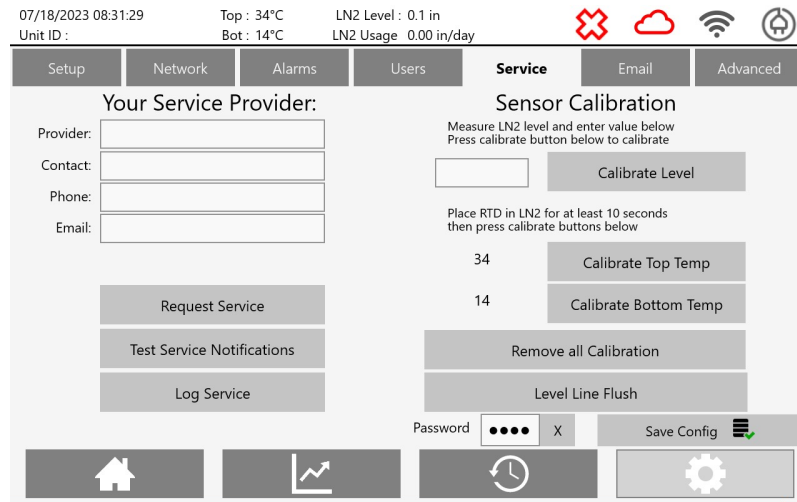 07/18/2023 08:31:29 Top : 34°C LN2 Level : 0.1 in
Unit ID : Bot : 14°C LN2 Usage 0.00 in/day
Setup Network Alarms Users Service Email Advanced
Your Service Provider:
Provider:
Contact:
Phone:
Email:
Request Service
Test Service Notifications
Log Service
Sensor Calibration
Measure LN2 level and enter value below
Press calibrate button below to calibrate
Calibrate Level
Place RTD in LN2 for at least 10 seconds
then press calibrate buttons below
34 Calibrate Top Temp
14 Calibrate Bottom Temp
Remove all Calibration
Level Line Flush
Password ●●●● X Save Config